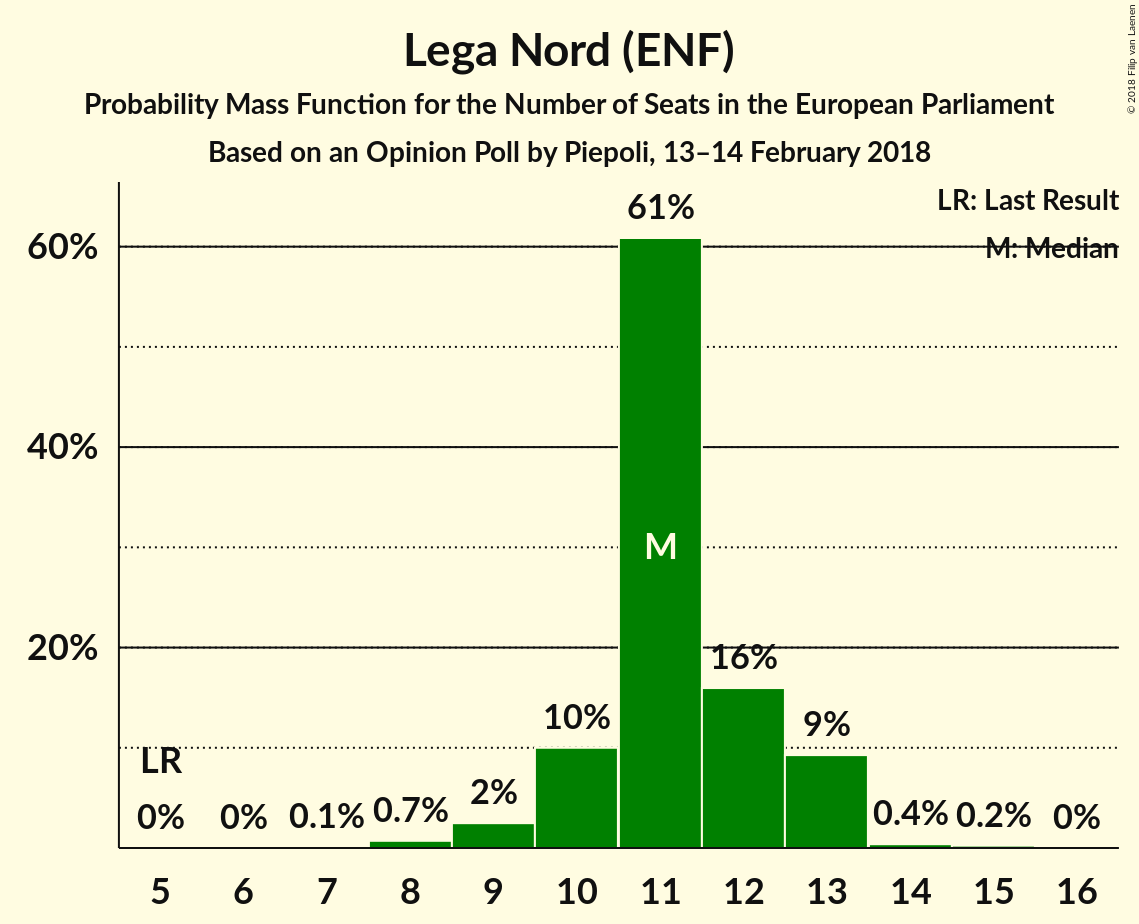 Lega Nord (ENF)
Probability Mass Function for the Number of Seats in the European Parliament
Based on an Opinion Poll by Piepoli, 13–14 February 2018
© 2018 Filip van Laenen
LR: Last Result
M: Median
60%
40%
20%
61%
M
16%
10%
9%
LR
2%
0% 0% 0.1% 0.7% 0.4% 0.2% 0%
5 6 7 8 9 10 11 12 13 14 15 16